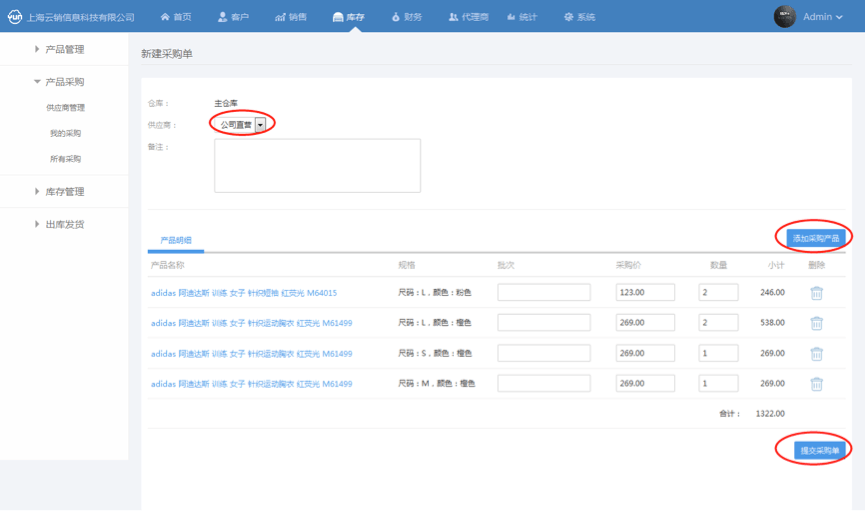 yun 上海云销信息科技有限公司 首页 客户 销售 库存 财务 代理商 统计 系统 Admin
产品管理
产品采购
供应商管理
我的采购
所有采购
库存管理
出库发货
新建采购单
仓库： 主仓库
供应商： 公司直营
备注：
产品明细 添加采购产品
产品名称 规格 批次 采购价 数量 小计 删除
adidas 阿迪达斯 训练 女子 针织短袖 红荧光 M64015 尺码：L，颜色：粉色 123.00 2 246.00
adidas 阿迪达斯 训练 女子 针织运动胸衣 红荧光 M61499 尺码：L，颜色：橙色 269.00 2 538.00
adidas 阿迪达斯 训练 女子 针织运动胸衣 红荧光 M61499 尺码：S，颜色：橙色 269.00 1 269.00
adidas 阿迪达斯 训练 女子 针织运动胸衣 红荧光 M61499 尺码：M，颜色：橙色 269.00 1 269.00
合计： 1322.00
提交采购单